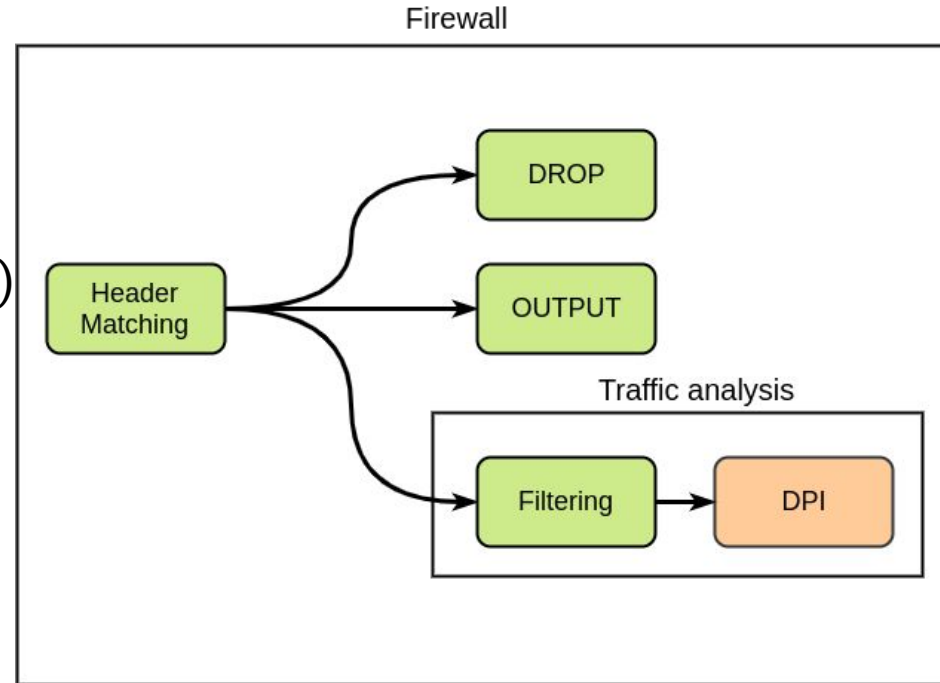 Firewall
DROP
)
Header
Matching
OUTPUT
Traffic analysis
Filtering
DPI